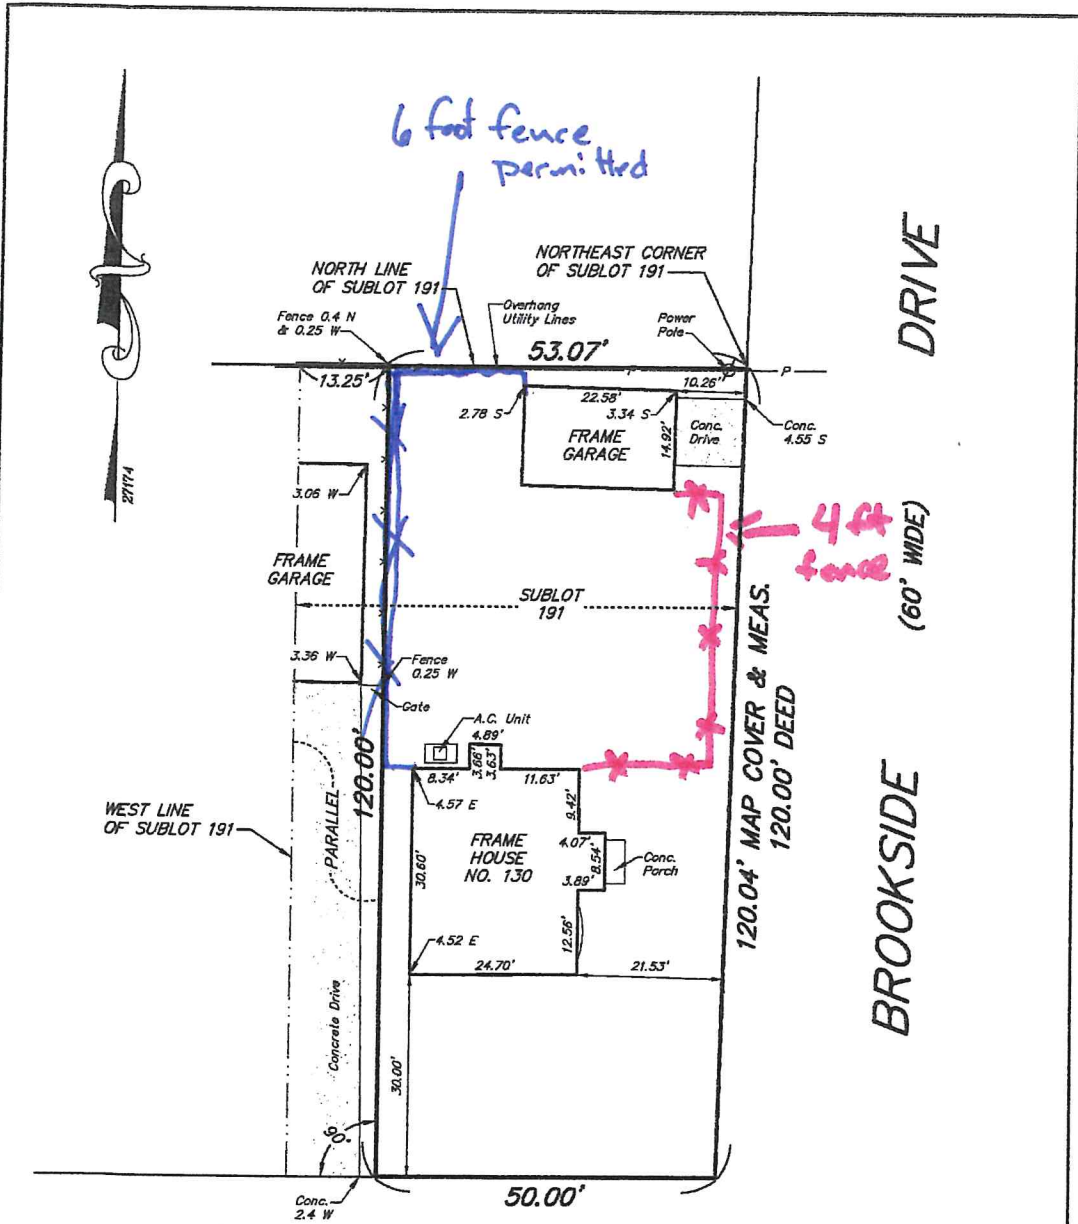 6 foot fence
permitted
DRIVE
NORTHEAST CORNER
OF SUBLOT 191
NORTH LINE
OF SUBLOT 191
Overhang
Utility Lines
Fence 0.4 N
& 0.25 W
Power
Pole
53.07'
13.25'
10.26'
P
22.58'
2.78 S
3.34 S
FRAME
GARAGE
14.92'
Conc.
Drive
Conc.
4.55 S
27174
3.06 W
4 ft
fence
(60' WIDE)
FRAME
GARAGE
SUBLOT
191
3.36 W
Fence
0.25 W
Gate
120.04' MAP COVER & MEAS.
120.00' DEED
A.C. Unit
4.89'
3.66'
3.63'
8.34'
11.63'
120.00'
4.57 E
9.42'
WEST LINE
OF SUBLOT 191
PARALLEL
FRAME
HOUSE
NO. 130
4.07'
8.54'
3.89'
Conc.
Porch
30.60'
BROOKSIDE
12.56'
4.52 E
24.70'
21.53'
Concrete Drive
30.00'
90°
Conc.
2.4 W
50.00'